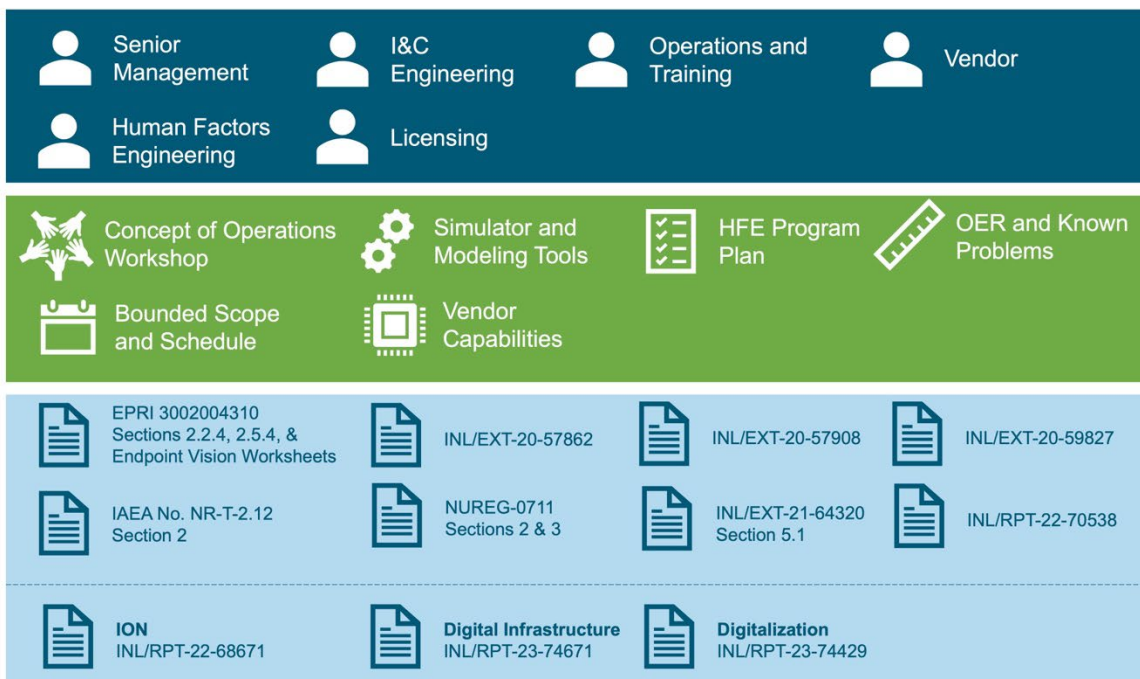 Senior
Management
I&C
Engineering
Operations and
Training
Vendor
Human Factors
Engineering
Licensing
Concept of Operations
Workshop
Simulator and
Modeling Tools
HFE Program
Plan
OER and Known
Problems
Bounded Scope
and Schedule
Vendor
Capabilities
EPRI 3002004310
Sections 2.2.4, 2.5.4, &
Endpoint Vision Worksheets
INL/EXT-20-57862
INL/EXT-20-57908
INL/EXT-20-59827
IAEA No. NR-T-2.12
Section 2
NUREG-0711
Sections 2 & 3
INL/EXT-21-64320
Section 5.1
INL/RPT-22-70538
ION
INL/RPT-22-68671
Digital Infrastructure
INL/RPT-23-74671
Digitalization
INL/RPT-23-74429